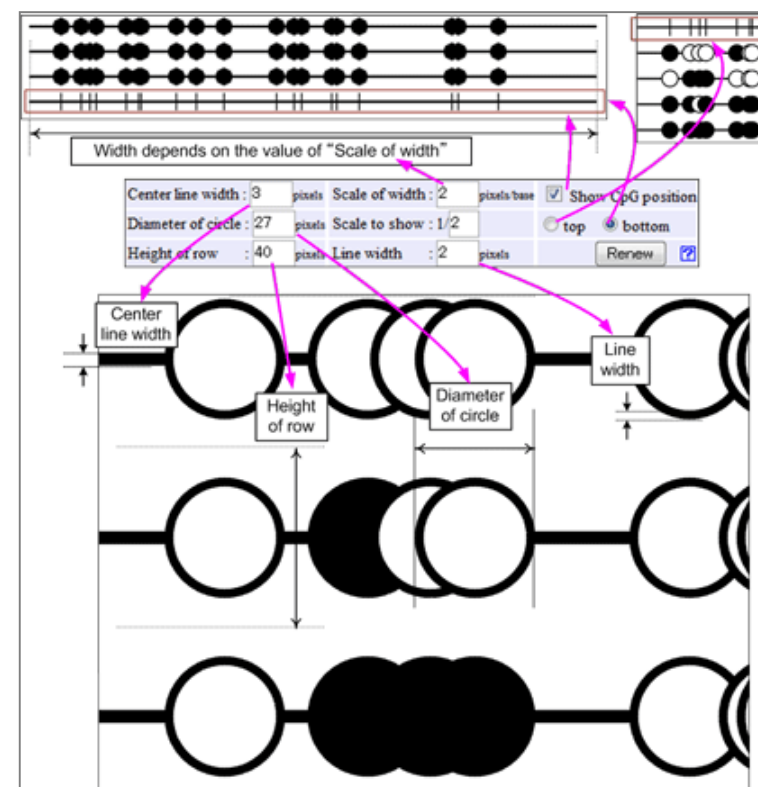 Width depends on the value of “Scale of width”
Center line width : 3 pixels Scale of width : 2 pixels/base Show CpG position
Diameter of circle : 27 pixels Scale to show : 1/2 top bottom
Height of row : 40 pixels Line width : 2 pixels Renew ?
Center
line width
Line
width
Height
of row
Diameter
of circle